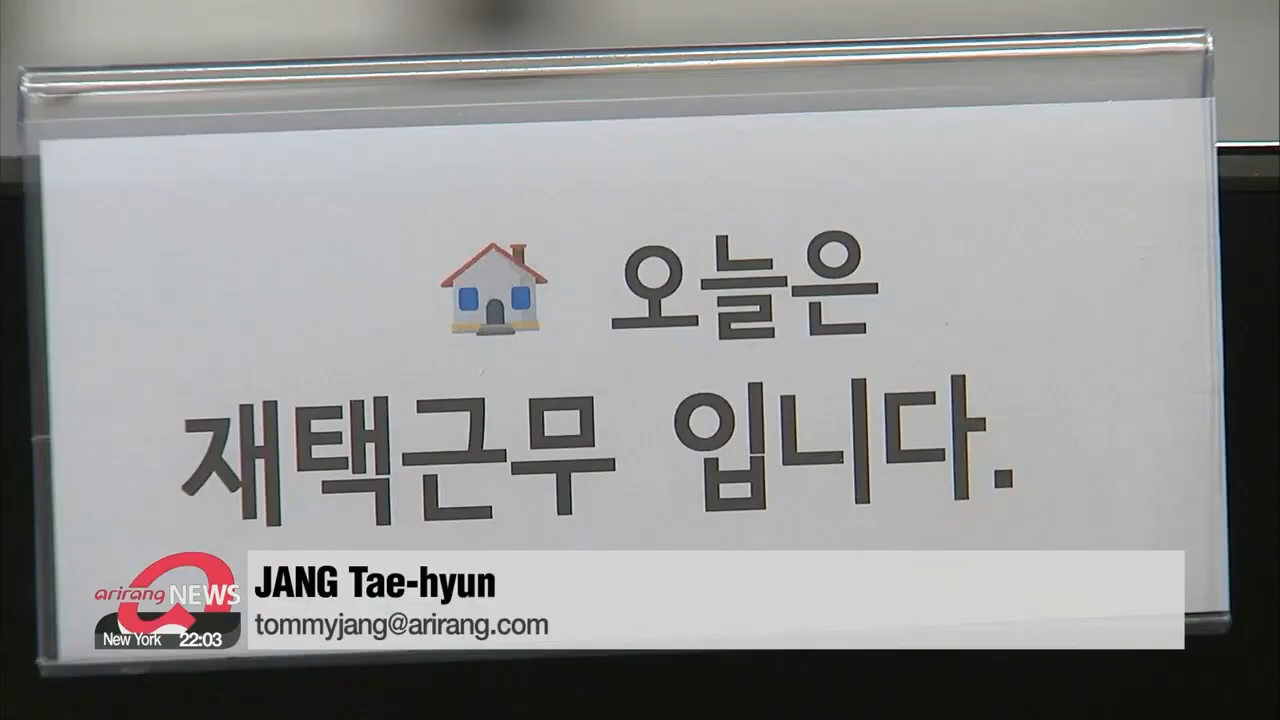 오늘은
재택근무 입니다.
JANG Tae-hyun
arirang NEWS
tommyjang@arirang.com
New York 22:03